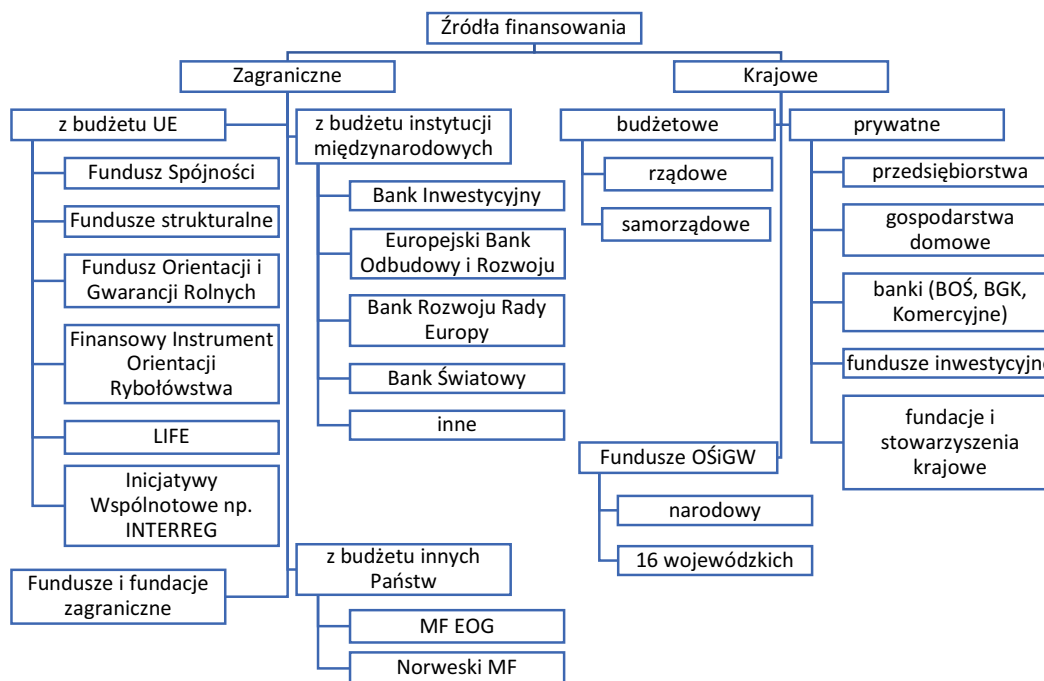 Źródła finansowania
Zagraniczne
z budżetu UE
Fundusz Spójności
Fundusze strukturalne
Fundusz Orientacji i
Gwarancji Rolnych
Finansowy Instrument
Orientacji
Rybołówstwa
LIFE
Inicjatywy
Wspólnotowe np.
INTERREG
z budżetu instytucji
międzynarodowych
Bank Inwestycyjny
Europejski Bank
Odbudowy i Rozwoju
Bank Rozwoju Rady
Europy
Bank Światowy
inne
Fundusze i fundacje
zagraniczne
z budżetu innych
Państw
MF EOG
Norweski MF
Krajowe
budżetowe
rządowe
samorządowe
prywatne
przedsiębiorstwa
gospodarstwa
domowe
banki (BOŚ, BGK,
Komercyjne)
fundusze inwestycyjne
fundacje i
stowarzyszenia
krajowe
Fundusze OŚiGW
narodowy
16 wojewódzkich